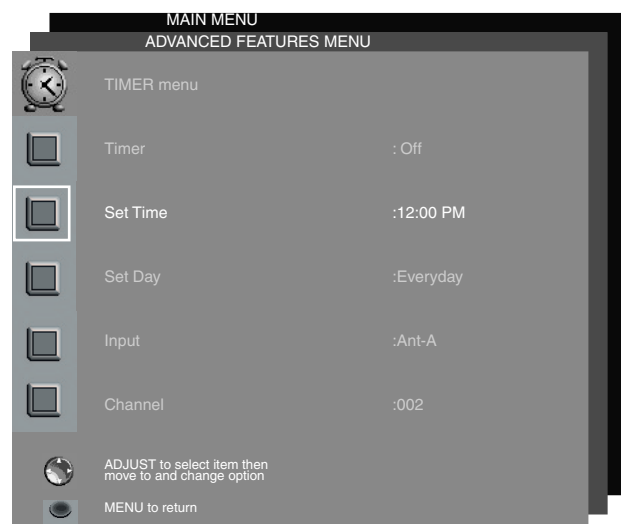 MAIN MENU
ADVANCED FEATURES MENU
TIMER menu
Timer : Off
Set Time :12:00 PM
Set Day :Everyday
Input :Ant-A
Channel :002
ADJUST to select item then
move to and change option
MENU to return